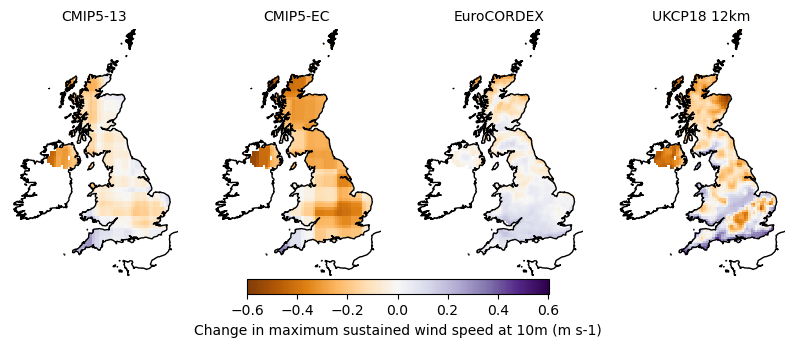 CMIP5-13 CMIP5-EC EuroCORDEX UKCP18 12km
−0.6 −0.4 −0.2 0.0 0.2 0.4 0.6
Change in maximum sustained wind speed at 10m (m s-1)